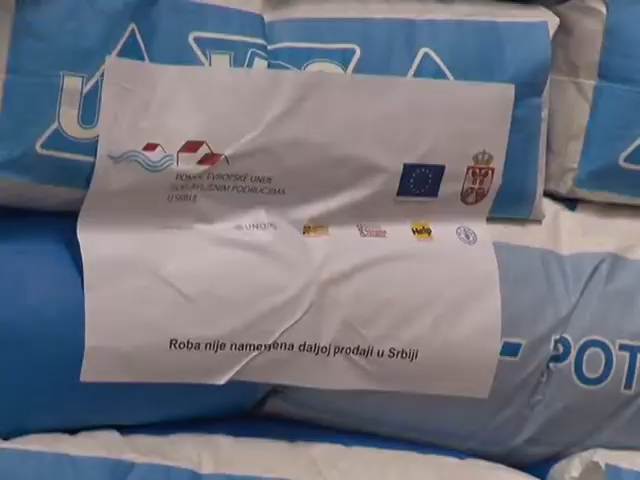 POMOĆ EVROPSKE UNIJE
POPLAVLJENIM PODRUČJIMA
U SRBIJI
UNOPS
Help
Roba nije namenjena daljoj prodaji u Srbiji
POT